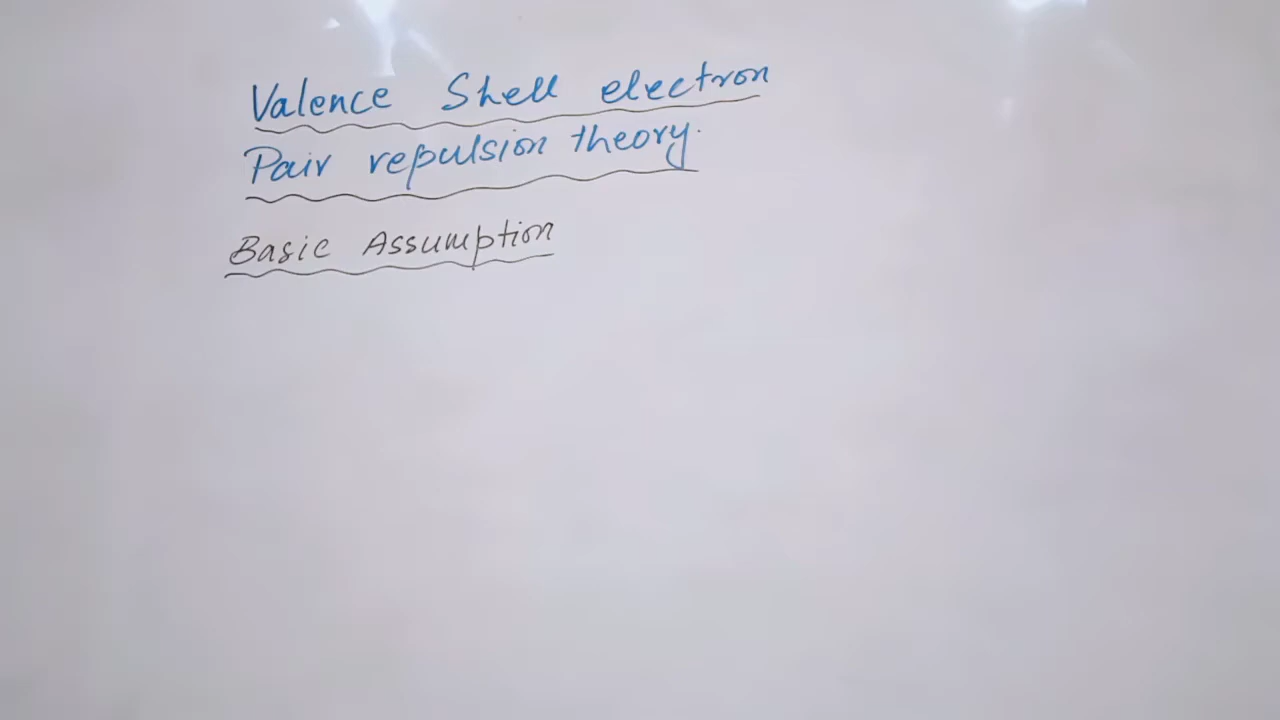 Valence Shell electron
Pair repulsion theory.
Basic Assumption